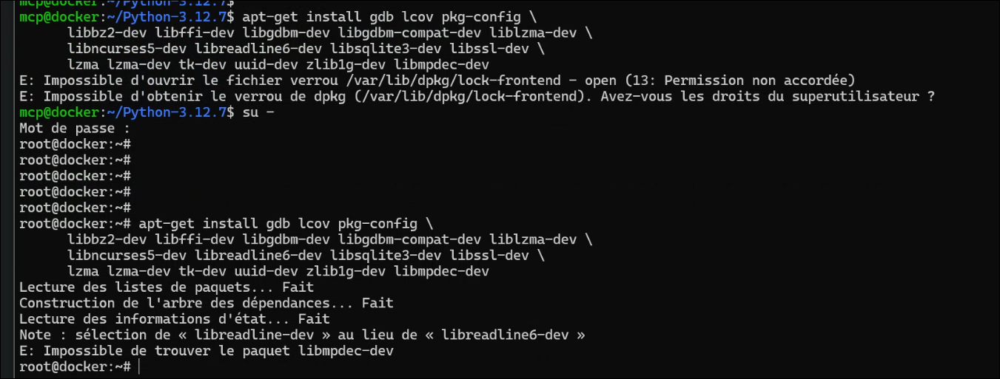 mcp@docker:~/Python-3.12.7$
mcp@docker:~/Python-3.12.7$ apt-get install gdb lcov pkg-config \
libbz2-dev libffi-dev libgdbm-dev libgdbm-compat-dev liblzma-dev \
libncurses5-dev libreadline6-dev libsqlite3-dev libssl-dev \
lzma lzma-dev tk-dev uuid-dev zlib1g-dev libmpdec-dev
E: Impossible d'ouvrir le fichier verrou /var/lib/dpkg/lock-frontend - open (13: Permission non accordée)
E: Impossible d'obtenir le verrou de dpkg (/var/lib/dpkg/lock-frontend). Avez-vous les droits du superutilisateur ?
mcp@docker:~/Python-3.12.7$ su -
Mot de passe :
root@docker:~#
root@docker:~#
root@docker:~#
root@docker:~#
root@docker:~#
root@docker:~# apt-get install gdb lcov pkg-config \
libbz2-dev libffi-dev libgdbm-dev libgdbm-compat-dev liblzma-dev \
libncurses5-dev libreadline6-dev libsqlite3-dev libssl-dev \
lzma lzma-dev tk-dev uuid-dev zlib1g-dev libmpdec-dev
Lecture des listes de paquets... Fait
Construction de l'arbre des dépendances... Fait
Lecture des informations d'état... Fait
Note : sélection de « libreadline-dev » au lieu de « libreadline6-dev »
E: Impossible de trouver le paquet libmpdec-dev
root@docker:~#